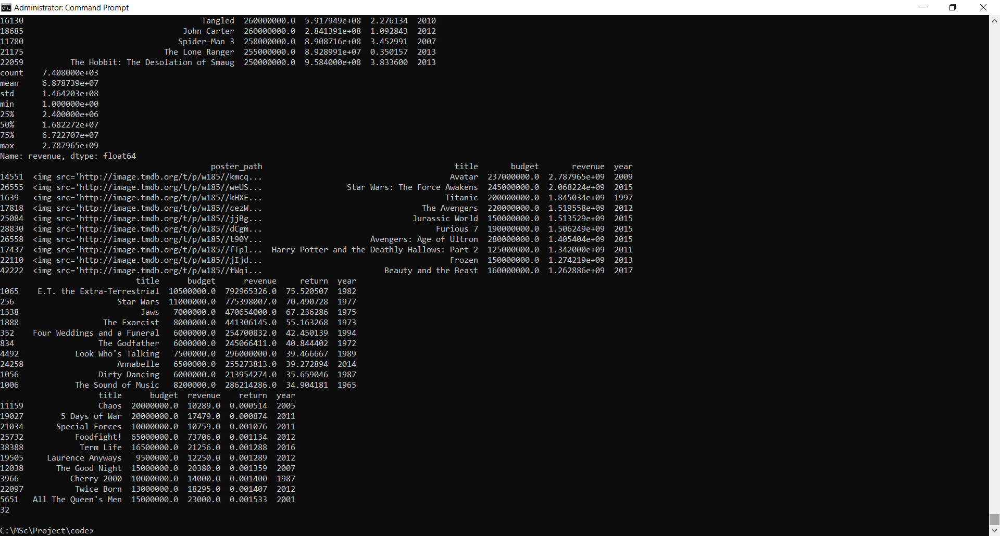 Administrator: Command Prompt
16130 Tangled 260000000.0 5.917949e+08 2.276134 2010
18685 John Carter 260000000.0 2.841391e+08 1.092843 2012
11780 Spider-Man 3 258000000.0 8.908716e+08 3.452991 2007
21175 The Lone Ranger 255000000.0 8.928991e+07 0.350157 2013
22059 The Hobbit: The Desolation of Smaug 250000000.0 9.584000e+08 3.833600 2013
count 7.408000e+03
mean 6.878739e+07
std 1.464203e+08
min 1.000000e+00
25% 2.400000e+06
50% 1.682272e+07
75% 6.722707e+07
max 2.787965e+09
Name: revenue, dtype: float64
poster_path title budget revenue year
14551 <img src='http://image.tmdb.org/t/p/w185//kmcq... Avatar 237000000.0 2.787965e+09 2009
26555 <img src='http://image.tmdb.org/t/p/w185//weUS... Star Wars: The Force Awakens 245000000.0 2.068224e+09 2015
1639 <img src='http://image.tmdb.org/t/p/w185//kHXE... Titanic 200000000.0 1.845034e+09 1997
17818 <img src='http://image.tmdb.org/t/p/w185//cezW... The Avengers 220000000.0 1.519558e+09 2012
25084 <img src='http://image.tmdb.org/t/p/w185//jjBg... Jurassic World 150000000.0 1.513529e+09 2015
28830 <img src='http://image.tmdb.org/t/p/w185//dCgm... Furious 7 190000000.0 1.506249e+09 2015
26558 <img src='http://image.tmdb.org/t/p/w185//t90Y... Avengers: Age of Ultron 280000000.0 1.405404e+09 2015
17437 <img src='http://image.tmdb.org/t/p/w185//fTpl... Harry Potter and the Deathly Hallows: Part 2 125000000.0 1.342000e+09 2011
22110 <img src='http://image.tmdb.org/t/p/w185//jIjd... Frozen 150000000.0 1.274219e+09 2013
42222 <img src='http://image.tmdb.org/t/p/w185//tWqi... Beauty and the Beast 160000000.0 1.262886e+09 2017
title budget revenue return year
1065 E.T. the Extra-Terrestrial 10500000.0 792965326.0 75.520507 1982
256 Star Wars 11000000.0 775398007.0 70.490728 1977
1338 Jaws 7000000.0 470654000.0 67.236286 1975
1888 The Exorcist 8000000.0 441306145.0 55.163268 1973
352 Four Weddings and a Funeral 6000000.0 254700832.0 42.450139 1994
834 The Godfather 6000000.0 245066411.0 40.844402 1972
4492 Look Who's Talking 7500000.0 296000000.0 39.466667 1989
24258 Annabelle 6500000.0 255273813.0 39.272894 2014
1056 Dirty Dancing 6000000.0 213954274.0 35.659046 1987
1006 The Sound of Music 8200000.0 286214286.0 34.904181 1965
title budget revenue return year
11159 Chaos 20000000.0 10289.0 0.000514 2005
19027 5 Days of War 20000000.0 17479.0 0.000874 2011
21034 Special Forces 10000000.0 10759.0 0.001076 2011
25732 Foodfight! 65000000.0 73706.0 0.001134 2012
38388 Term Life 16500000.0 21256.0 0.001288 2016
19505 Laurence Anyways 9500000.0 12250.0 0.001289 2012
12038 The Good Night 15000000.0 20380.0 0.001359 2007
3966 Cherry 2000 10000000.0 14000.0 0.001400 1987
22097 Twice Born 13000000.0 18295.0 0.001407 2012
5651 All The Queen's Men 15000000.0 23000.0 0.001533 2001
32
C:\MSc\Project\code>